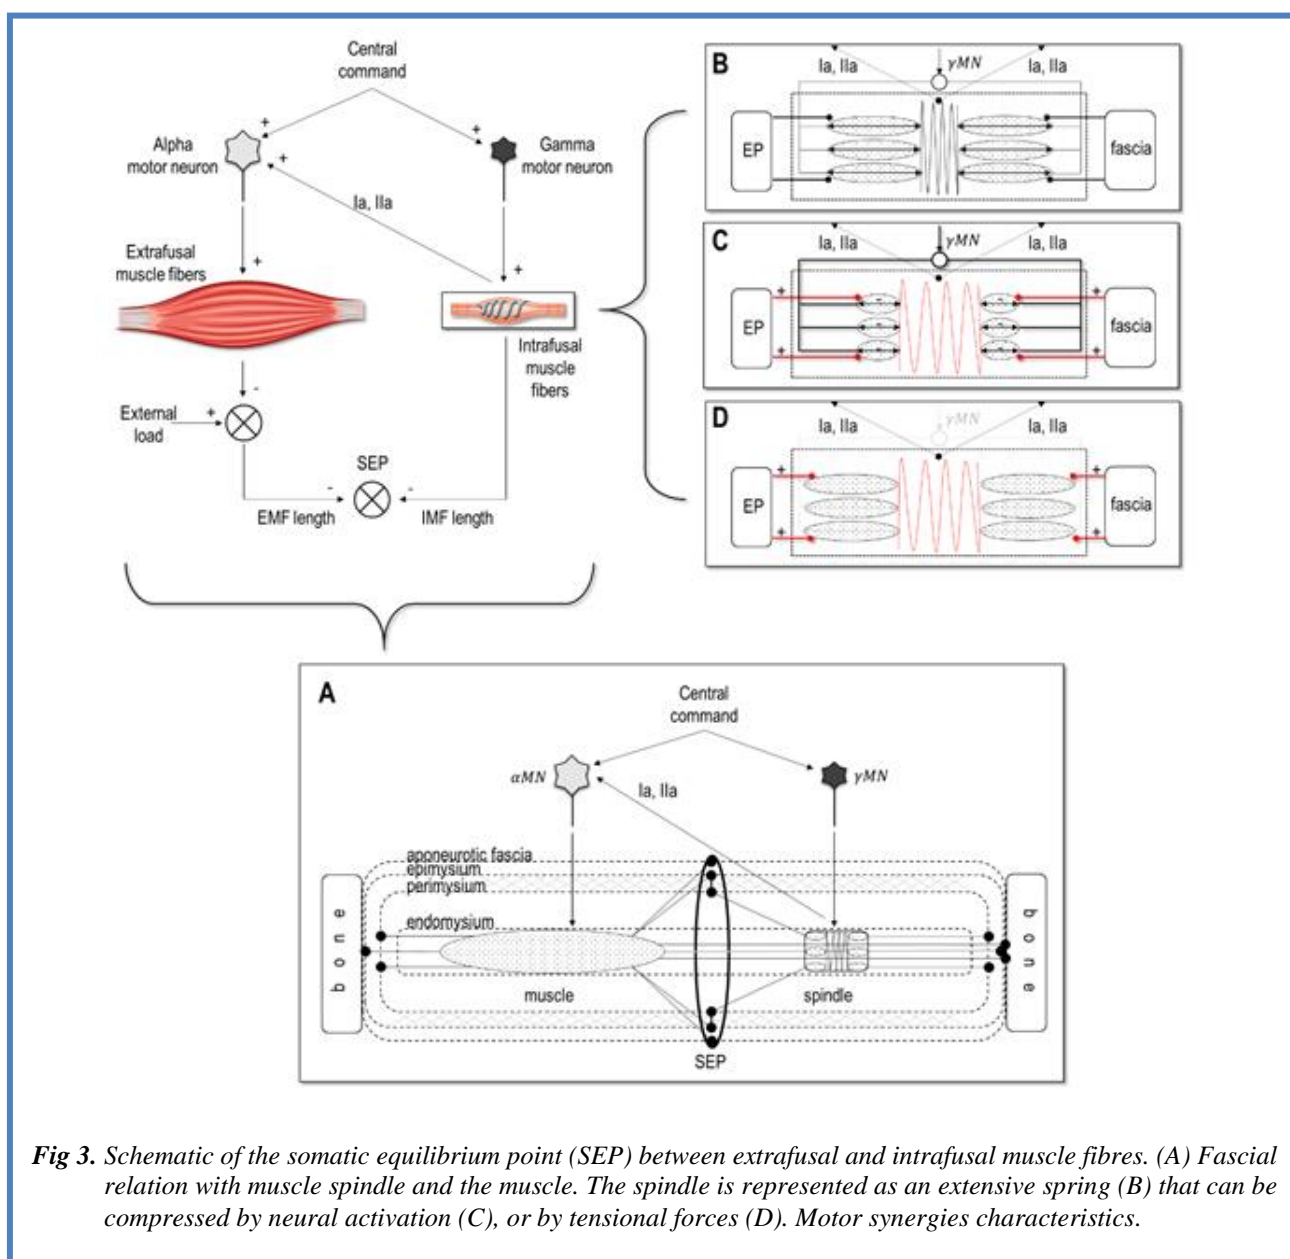 Central
command
+
+
Alpha
motor neuron
+
Gamma
motor neuron
Ia, IIa
Extrafusal
muscle fibers
+
+
Intrafusal
muscle
fibers
-
External
load
+
SEP
-
-
EMF length
IMF length
B
Ia, IIa
γMN
Ia, IIa
EP
fascia
C
Ia, IIa
γMN
Ia, IIa
+
+
EP
fascia
+
+
D
γMN
Ia, IIa
Ia, IIa
+
+
EP
fascia
+
+
A
Central
command
αMN
γMN
Ia, IIa
aponeurotic fascia
epimysium
perimysium
endomysium
bone
bone
muscle
spindle
SEP
Fig 3. Schematic of the somatic equilibrium point (SEP) between extrafusal and intrafusal muscle fibres. (A) Fascial
relation with muscle spindle and the muscle. The spindle is represented as an extensive spring (B) that can be
compressed by neural activation (C), or by tensional forces (D). Motor synergies characteristics.